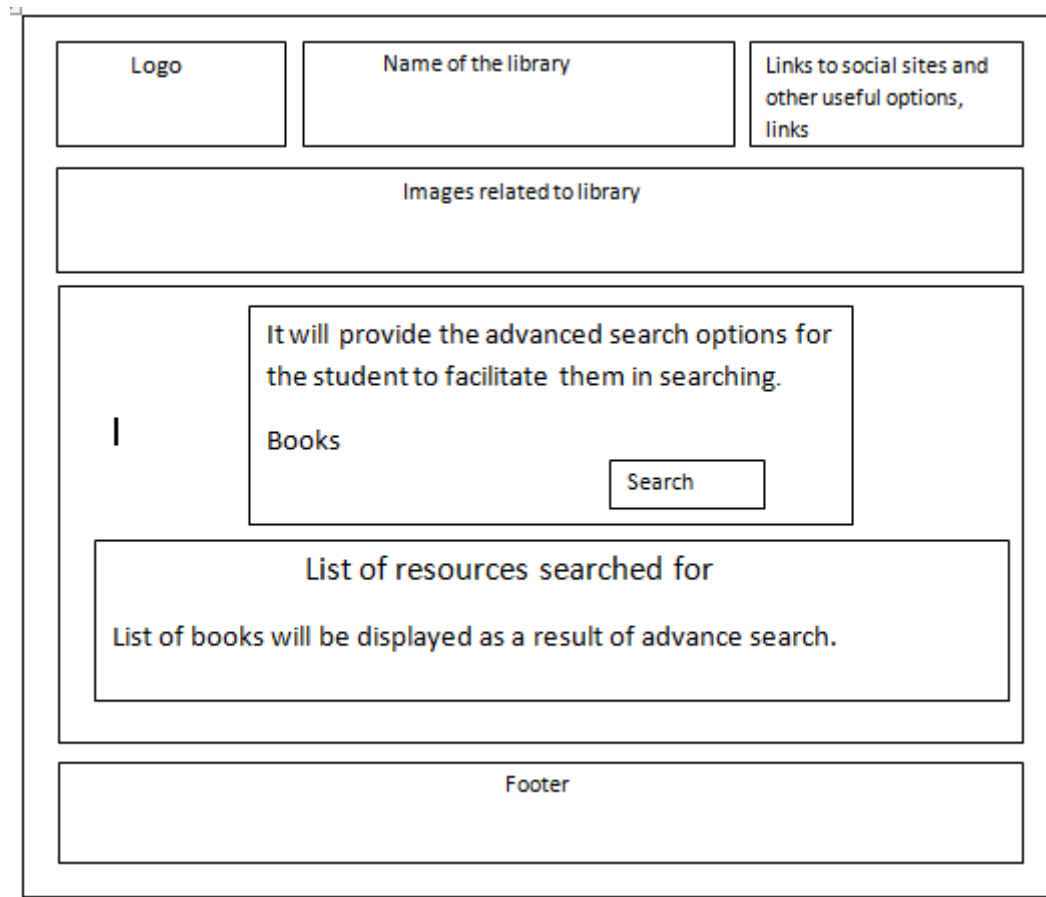 Logo
Name of the library
Links to social sites and
other useful options,
links
Images related to library
It will provide the advanced search options for
the student to facilitate them in searching.
Books
Search
List of resources searched for
List of books will be displayed as a result of advance search.
Footer